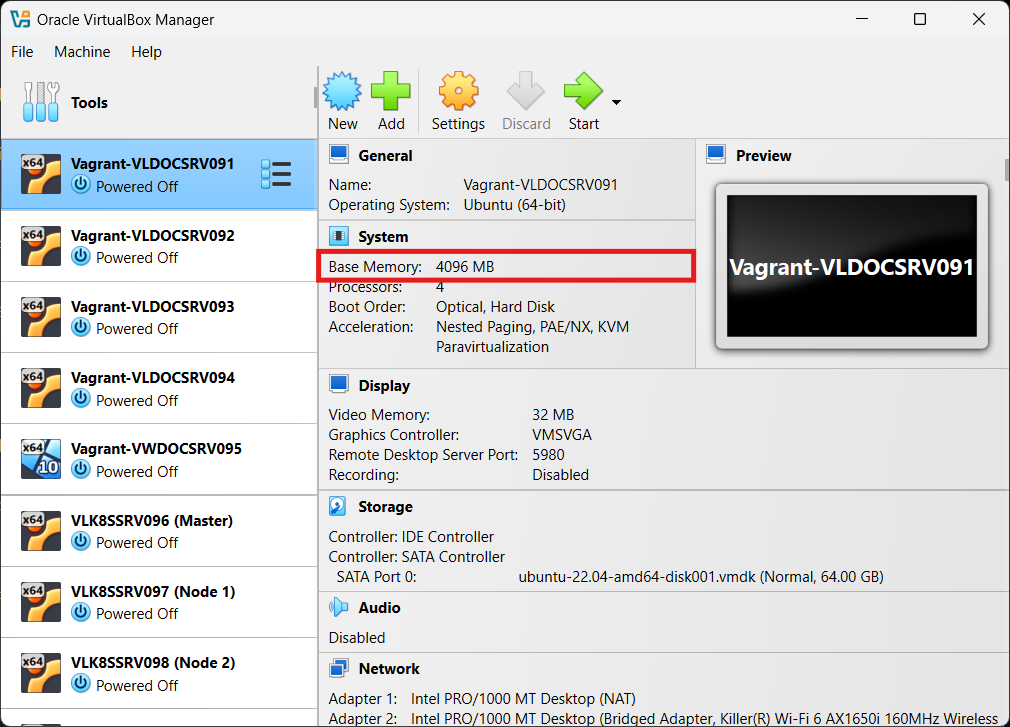 Oracle VirtualBox Manager
File Machine Help
Tools
New Add Settings Discard Start
x64 Vagrant-VLDOCSRV091
Powered Off
x64 Vagrant-VLDOCSRV092
Powered Off
x64 Vagrant-VLDOCSRV093
Powered Off
x64 Vagrant-VLDOCSRV094
Powered Off
x64 10 Vagrant-VWDOCSRV095
Powered Off
x64 VLK8SSRV096 (Master)
Powered Off
x64 VLK8SSRV097 (Node 1)
Powered Off
x64 VLK8SSRV098 (Node 2)
Powered Off
General
Name: Vagrant-VLDOCSRV091
Operating System: Ubuntu (64-bit)
System
Base Memory: 4096 MB
Processors: 4
Boot Order: Optical, Hard Disk
Acceleration: Nested Paging, PAE/NX, KVM
Paravirtualization
Preview
Vagrant-VLDOCSRV091
Display
Video Memory: 32 MB
Graphics Controller: VMSVGA
Remote Desktop Server Port: 5980
Recording: Disabled
Storage
Controller: IDE Controller
Controller: SATA Controller
SATA Port 0: ubuntu-22.04-amd64-disk001.vmdk (Normal, 64.00 GB)
Audio
Disabled
Network
Adapter 1: Intel PRO/1000 MT Desktop (NAT)
Adapter 2: Intel PRO/1000 MT Desktop (Bridged Adapter, Killer(R) Wi-Fi 6 AX1650i 160MHz Wireless